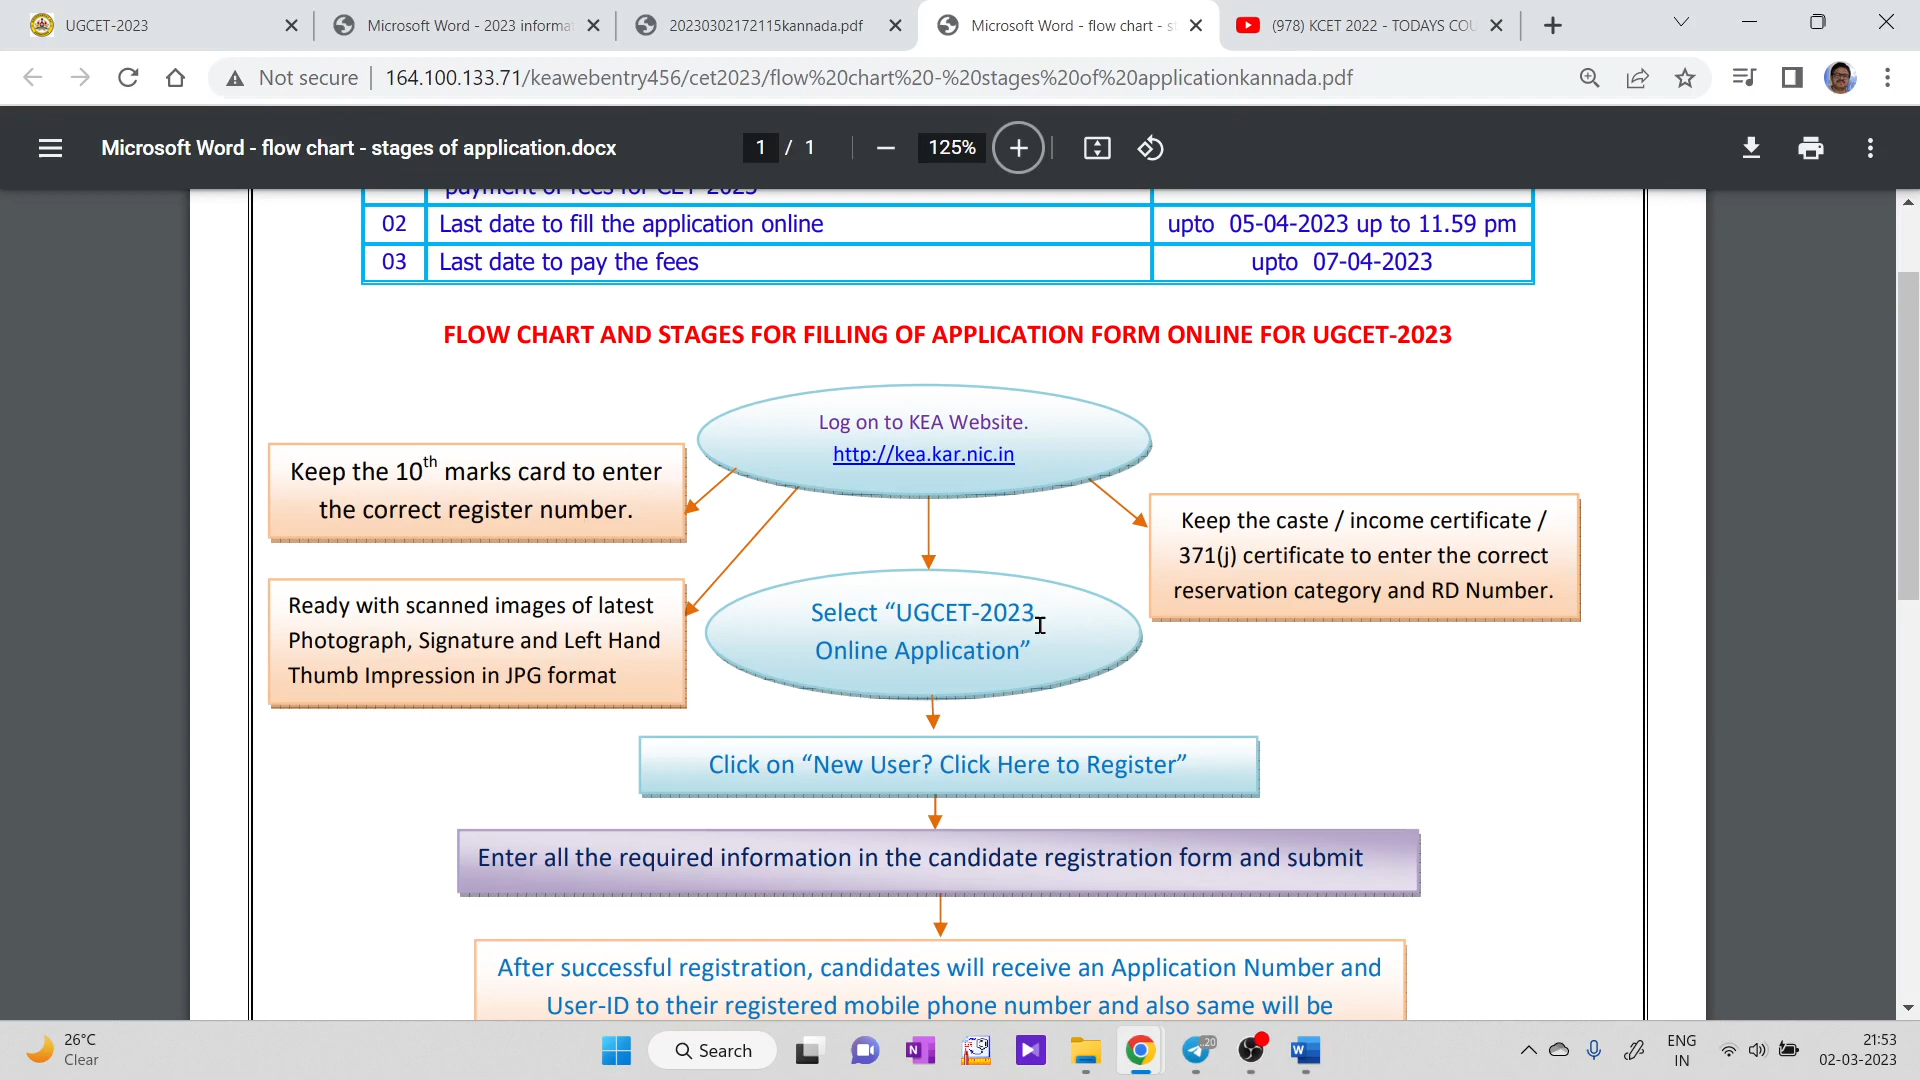 UGCET-2023
Microsoft Word - 2023 informa
20230302172115kannada.pdf
Microsoft Word - flow chart - s
(978) KCET 2022 - TODAYS COU
Not secure
164.100.133.71/keawebentry456/cet2023/flow%20chart%20-%20stages%20of%20applicationkannada.pdf
Microsoft Word - flow chart - stages of application.docx
1 / 1
125%
payment of fees for CET-2023
02 Last date to fill the application online upto 05-04-2023 up to 11.59 pm
03 Last date to pay the fees upto 07-04-2023
FLOW CHART AND STAGES FOR FILLING OF APPLICATION FORM ONLINE FOR UGCET-2023
Log on to KEA Website.
http://kea.kar.nic.in
Keep the 10th marks card to enter
the correct register number.
Keep the caste / income certificate /
371(j) certificate to enter the correct
reservation category and RD Number.
Ready with scanned images of latest
Photograph, Signature and Left Hand
Thumb Impression in JPG format
Select “UGCET-2023
Online Application”
Click on “New User? Click Here to Register”
Enter all the required information in the candidate registration form and submit
After successful registration, candidates will receive an Application Number and
User-ID to their registered mobile phone number and also same will be
26°C
Clear
Search
20
ENG
IN
21:53
02-03-2023